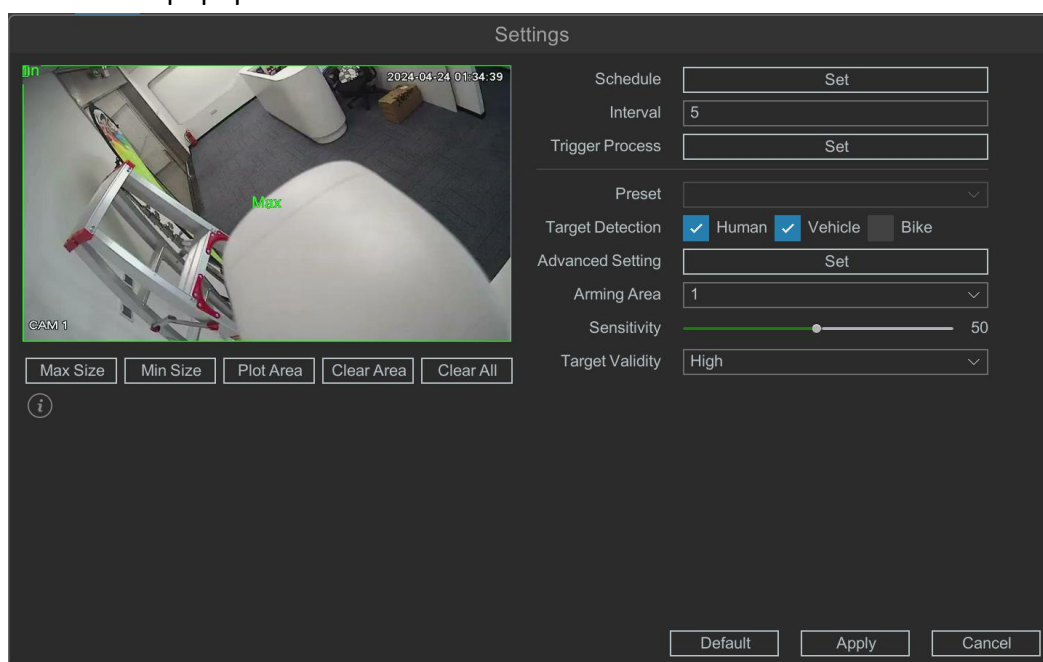 Settings
2024-04-24 01:34:39
Max
CAM 1
Max Size
Min Size
Plot Area
Clear Area
Clear All
Schedule
Set
Interval
5
Trigger Process
Set
Preset
Target Detection
Human
Vehicle
Bike
Advanced Setting
Set
Arming Area
1
Sensitivity
50
Target Validity
High
Default
Apply
Cancel